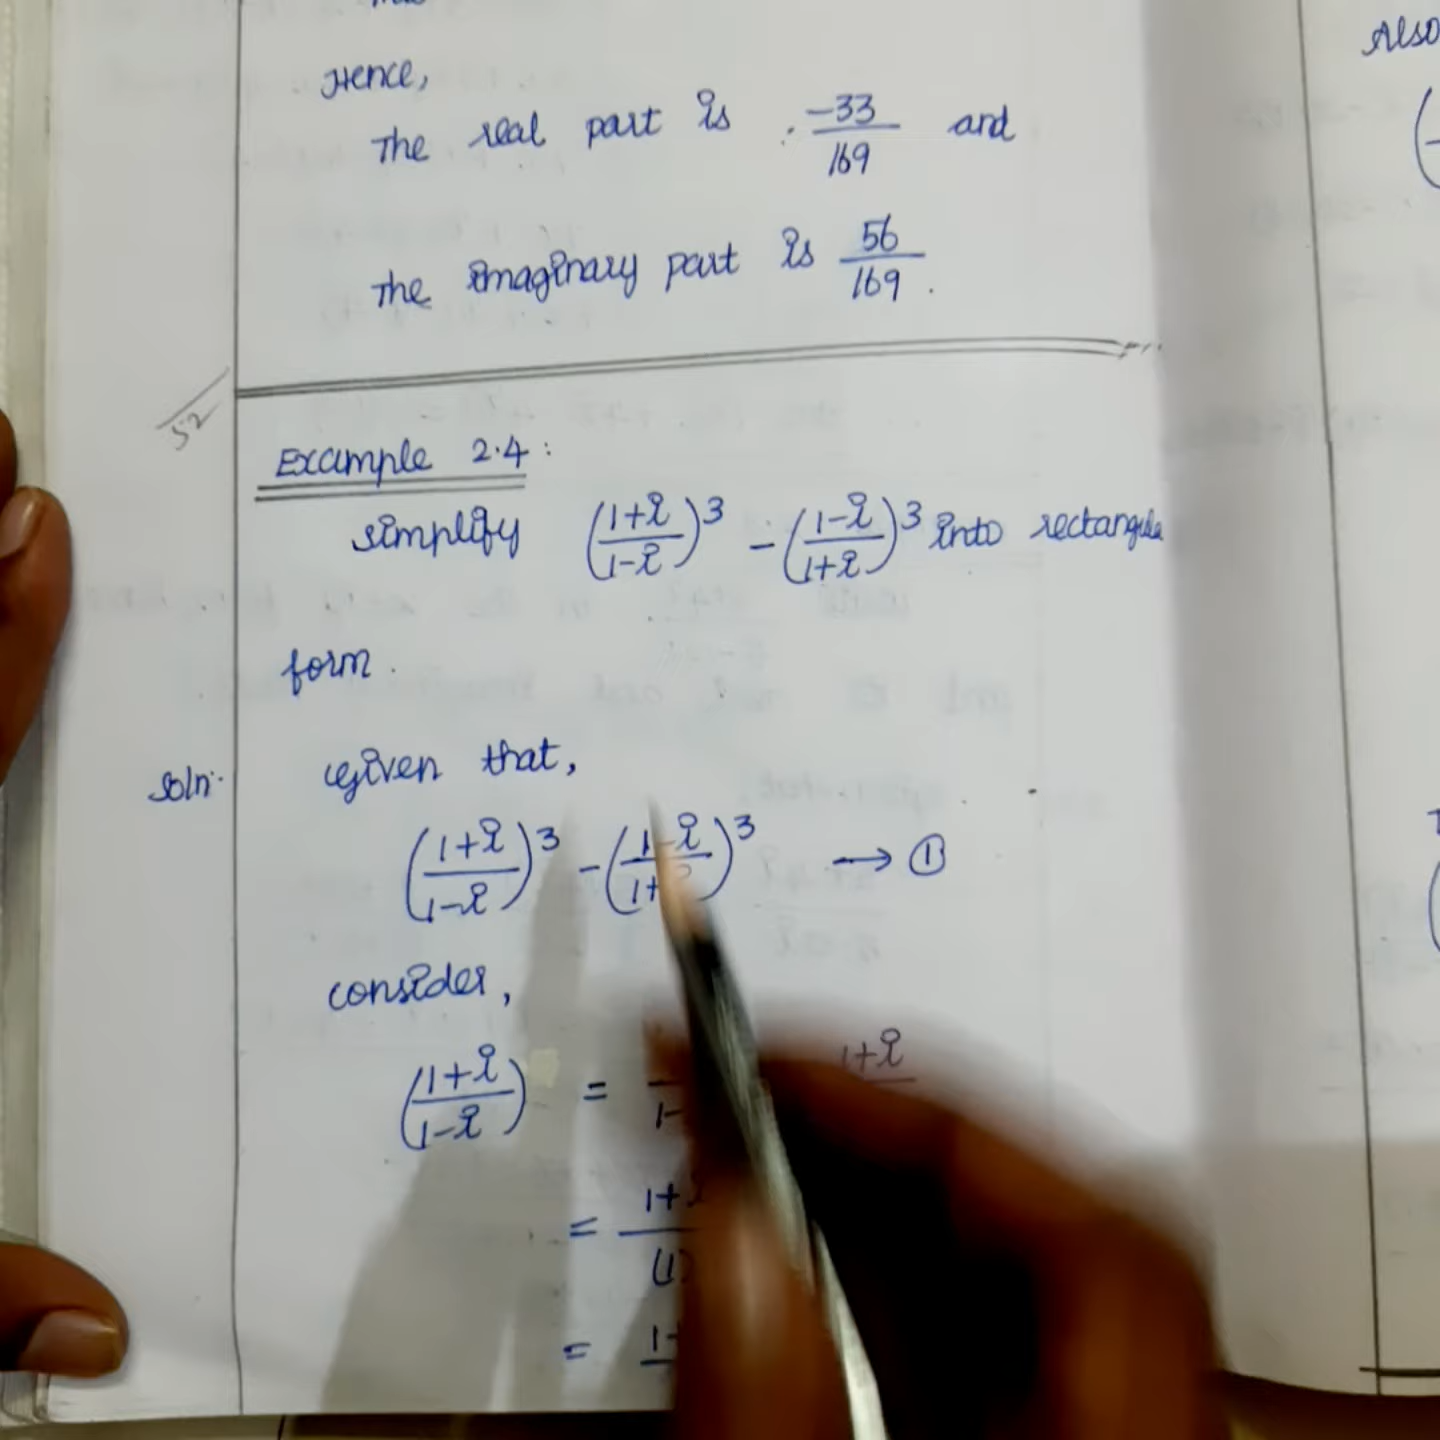 Hence,
The real part is -33/169 and
The imaginary part is 56/169.
52
Example 2.4:
Simplify ((1+i)/(1-i))^3 - ((1-i)/(1+i))^3 into
form.
Soln: Given that,
((1+i)/(1-i))^3 - ((1-i)/(1+i))^3 → ①
consider,
((1+i)/(1-i)) = 1+i
=
=
Also